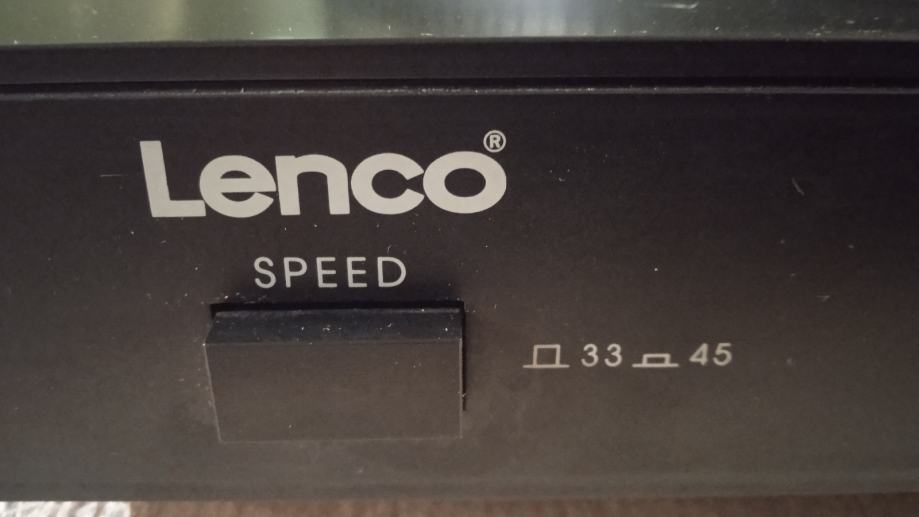 Lenco®
SPEED
33 45